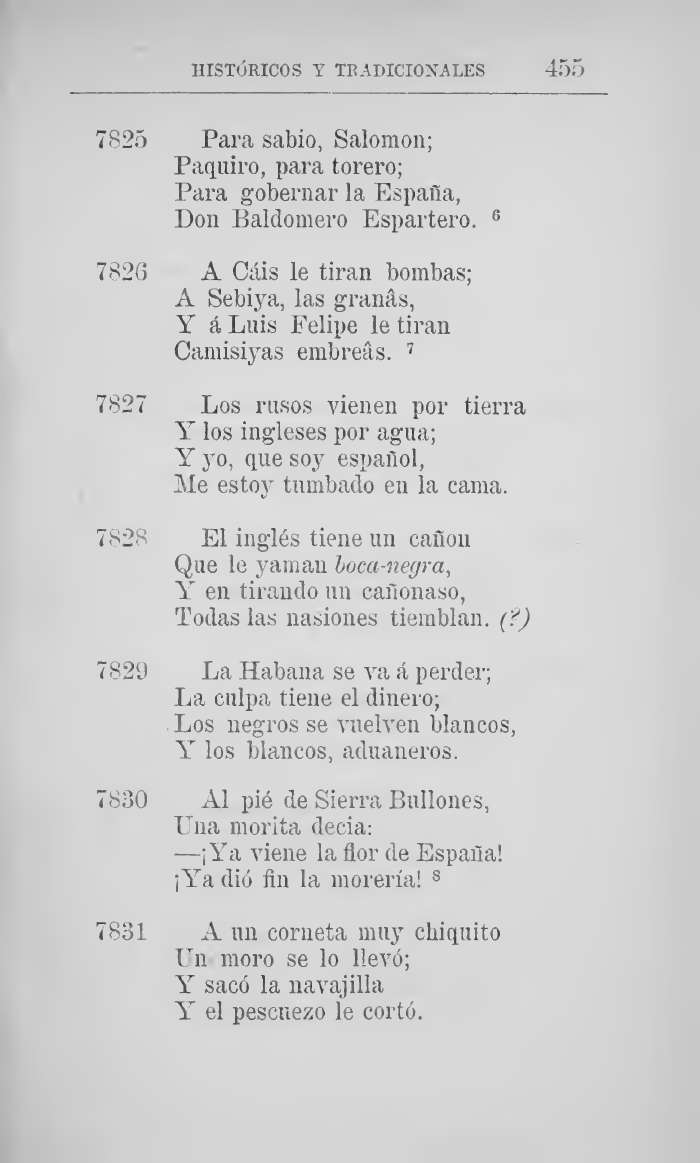 HISTÓRICOS Y TRADICIONALES 455
7825 Para sabio, Salomon;
Paquiro, para torero;
Para gobernar la España,
Don Baldomero Espartero. 6
7826 A Cáis le tiran bombas;
A Sebiya, las granâs,
Y á Luis Felipe le tiran
Camisiyas embreâs. 7
7827 Los rusos vienen por tierra
Y los ingleses por agua;
Y yo, que soy español,
Me estoy tumbado en la cama.
7828 El inglés tiene un cañon
Que le yaman boca-negra,
Y en tirando un cañonaso,
Todas las nasiones tiemblan. (?)
7829 La Habana se va á perder;
La culpa tiene el dinero;
Los negros se vuelven blancos,
Y los blancos, aduaneros.
7830 Al pié de Sierra Bullones,
Una morita decia:
—¡Ya viene la flor de España!
¡Ya dió fin la morería! 8
7831 A un corneta muy chiquito
Un moro se lo llevó;
Y sacó la navajilla
Y el pescuezo le cortó.